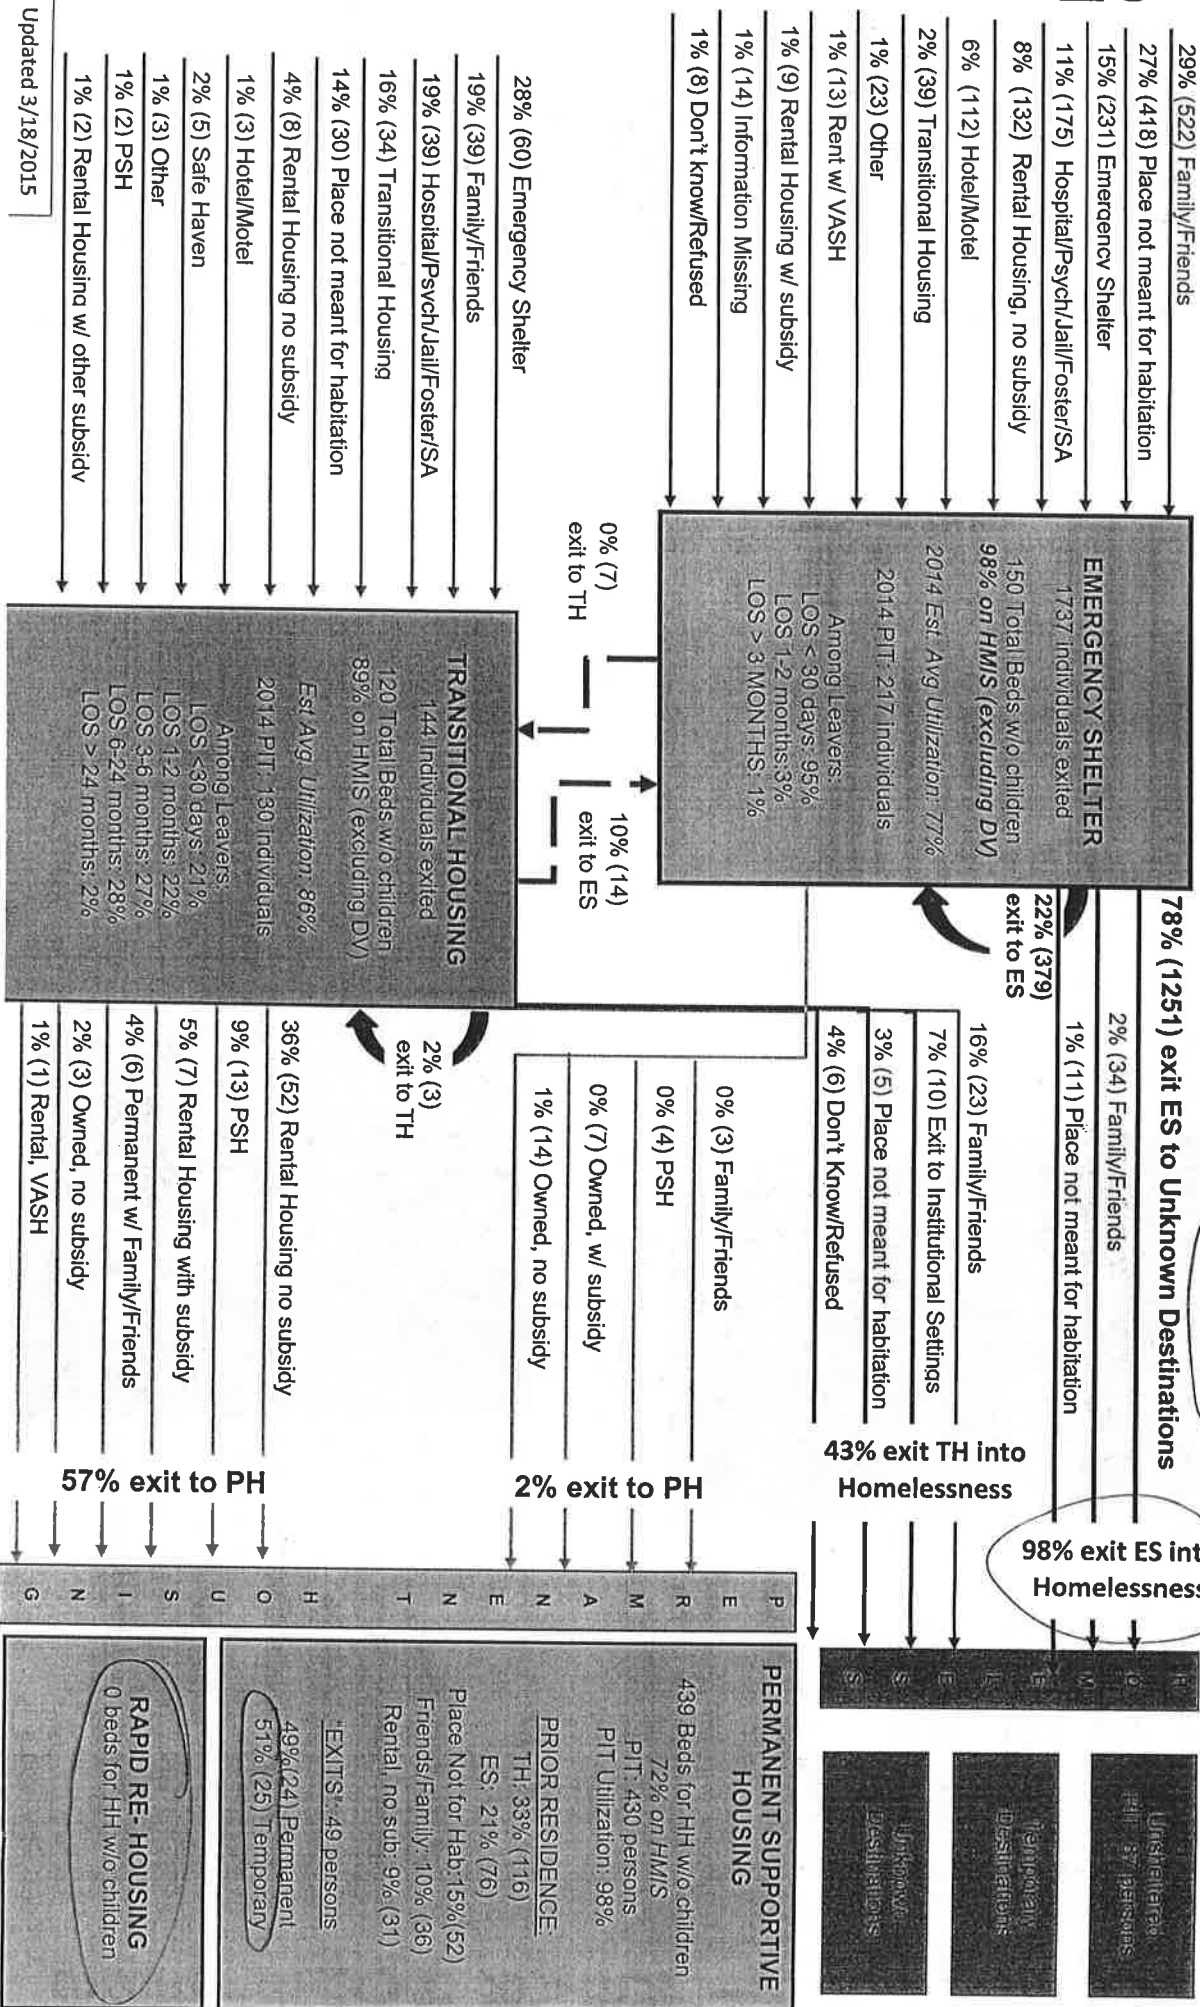 29% (522) Family/Friends
27% (418) Place not meant for habitation
15% (231) Emergency Shelter
11% (175) Hospital/Psych/Jail/Foster/SA
8% (132) Rental Housing, no subsidy
6% (112) Hotel/Motel
2% (39) Transitional Housing
1% (23) Other
1% (13) Rent w/ VASH
1% (9) Rental Housing w/ subsidy
1% (14) Information Missing
1% (8) Don't know/Refused
EMERGENCY SHELTER
1737 individuals exited
150 Total Beds w/o children
98% on HMIS (excluding DV)
2014 Est. Avg Utilization: 77%
2014 PIT: 217 individuals
Among Leavers:
LOS < 30 days 95%
LOS 1-2 months:3%
LOS > 3 MONTHS: 1%
78% (1251) exit ES to Unknown Destinations
2% (34) Family/Friends
1% (11) Place not meant for habitation
22% (379)
exit to ES
98% exit ES int
Homelessness
0% (7)
exit to TH
10% (14)
exit to ES
16% (23) Family/Friends
7% (10) Exit to Institutional Settings
3% (5) Place not meant for habitation
4% (6) Don't Know/Refused
43% exit TH into
Homelessness
0% (3) Family/Friends
0% (4) PSH
0% (7) Owned, w/ subsidy
1% (14) Owned, no subsidy
2% exit to PH
28% (60) Emergency Shelter
19% (39) Family/Friends
19% (39) Hospital/Psych/Jail/Foster/SA
16% (34) Transitional Housing
14% (30) Place not meant for habitation
4% (8) Rental Housing no subsidy
1% (3) Hotel/Motel
2% (5) Safe Haven
1% (3) Other
1% (2) PSH
1% (2) Rental Housing w/ other subsidy
TRANSITIONAL HOUSING
144 Individuals exited
120 Total Beds w/o children
89% on HMIS (excluding DV)
Est Avg. Utilization: 86%
2014 PIT: 130 individuals
Among Leavers:
LOS <30 days: 21%
LOS 1-2 months: 22%
LOS 3-6 months: 27%
LOS 6-24 months: 28%
LOS > 24 months: 2%
2% (3)
exit to TH
36% (52) Rental Housing no subsidy
9% (13) PSH
5% (7) Rental Housing with subsidy
4% (6) Permanent w/ Family/Friends
2% (3) Owned, no subsidy
1% (1) Rental, VASH
57% exit to PH
HOMELESS
PERMANENT HOUSING
Unsheltered
persons
Temporary
Destinations
Unknown
Destinations
PERMANENT SUPPORTIVE
HOUSING
439 Beds for HH w/o children
72% on HMIS
PIT: 430 persons
PIT Utilization: 98%
PRIOR RESIDENCE:
TH: 33% (116)
ES: 21% (76)
Place Not for Hab:15%(52)
Friends/Family: 10% (36)
Rental, no sub: 9% (31)
"EXITS"- 49 persons
49%(24) Permanent
51% (25) Temporary
RAPID RE- HOUSING
0 beds for HH w/o children
Updated 3/18/2015